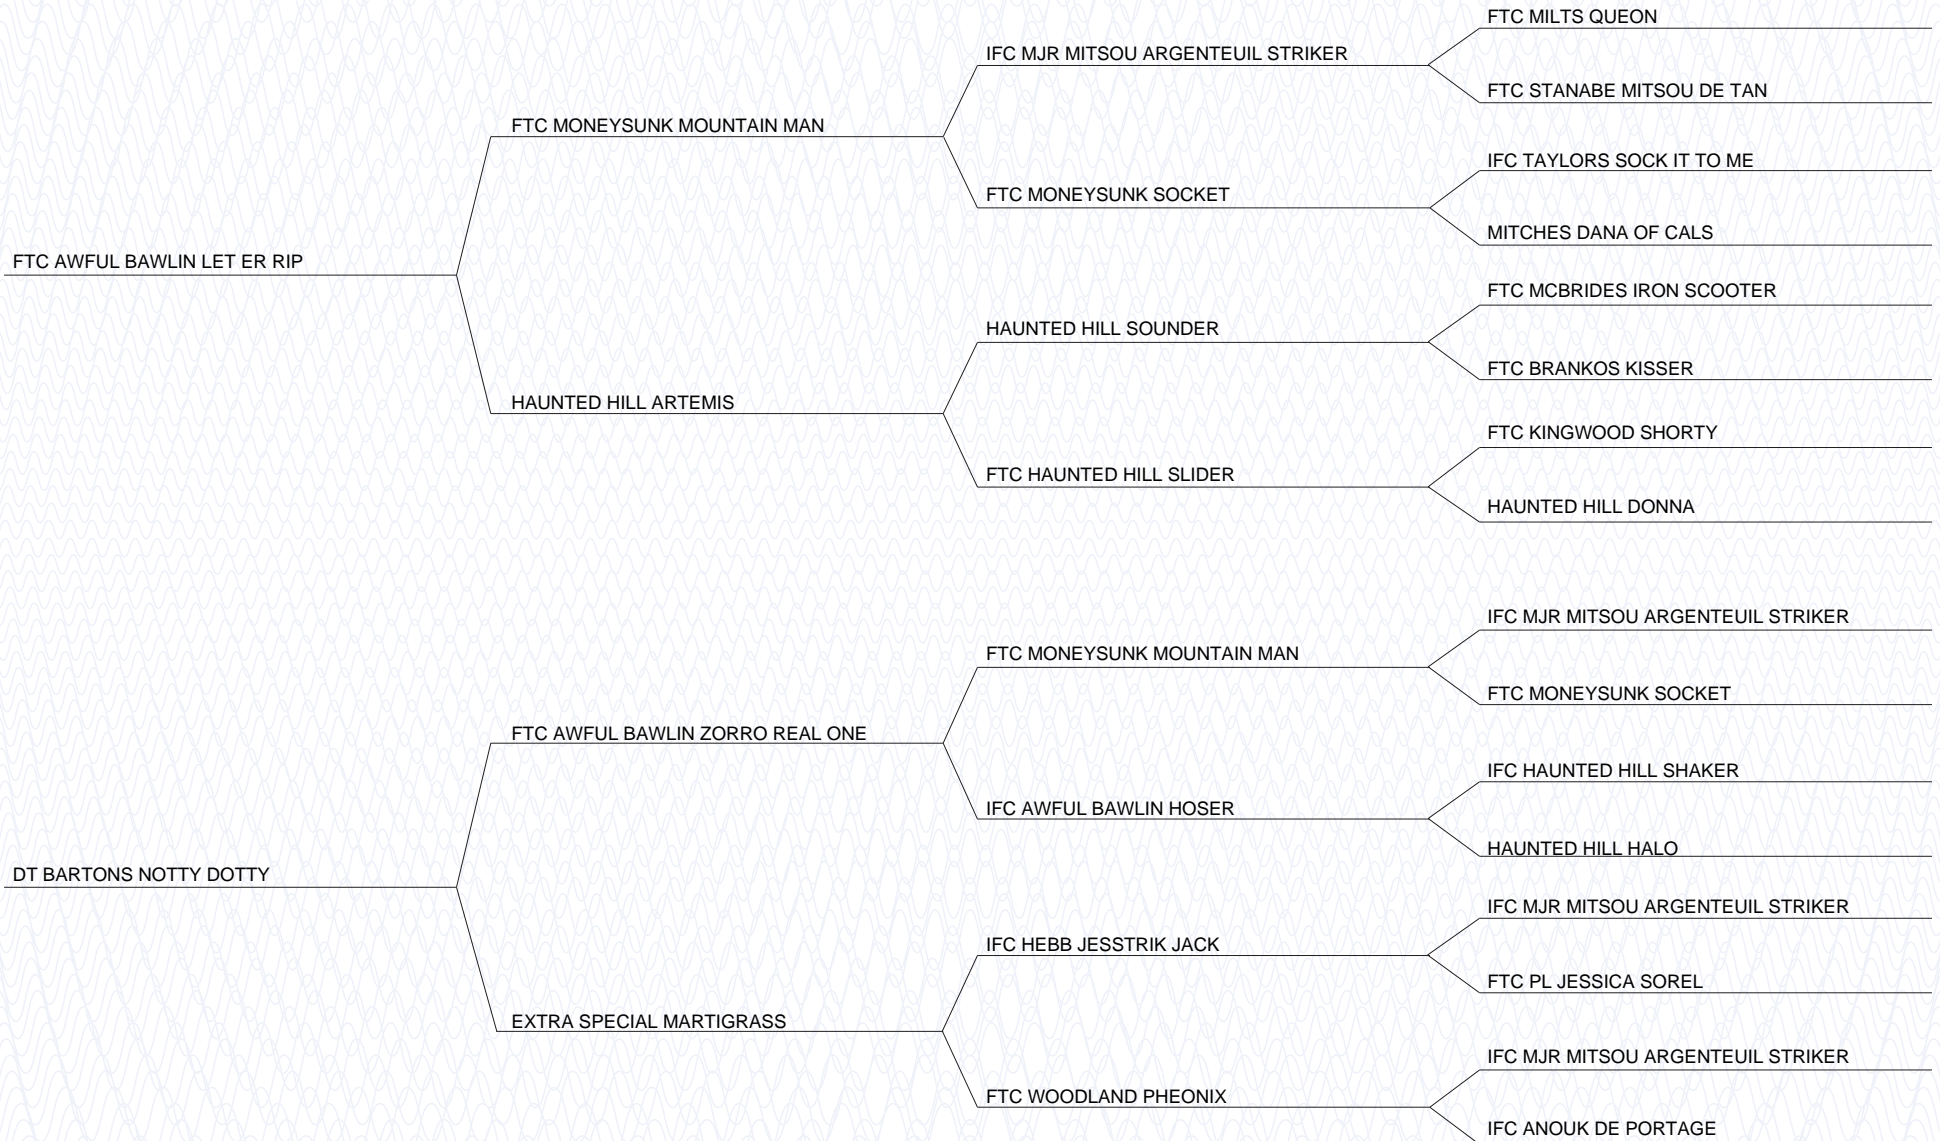 FTC MILTS QUEON
IFC MJR MITSOU ARGENTEUIL STRIKER
FTC STANABE MITSOU DE TAN
FTC MONEYSUNK MOUNTAIN MAN
IFC TAYLORS SOCK IT TO ME
FTC MONEYSUNK SOCKET
MITCHES DANA OF CALS
FTC AWFUL BAWLIN LET ER RIP
FTC MCBRIDES IRON SCOOTER
HAUNTED HILL SOUNDER
FTC BRANKOS KISSER
HAUNTED HILL ARTEMIS
FTC KINGWOOD SHORTY
FTC HAUNTED HILL SLIDER
HAUNTED HILL DONNA
IFC MJR MITSOU ARGENTEUIL STRIKER
FTC MONEYSUNK MOUNTAIN MAN
FTC MONEYSUNK SOCKET
FTC AWFUL BAWLIN ZORRO REAL ONE
IFC HAUNTED HILL SHAKER
IFC AWFUL BAWLIN HOSER
HAUNTED HILL HALO
DT BARTONS NOTTY DOTTY
IFC MJR MITSOU ARGENTEUIL STRIKER
IFC HEBB JESSTRIK JACK
FTC PL JESSICA SOREL
EXTRA SPECIAL MARTIGRASS
IFC MJR MITSOU ARGENTEUIL STRIKER
FTC WOODLAND PHEONIX
IFC ANOUK DE PORTAGE